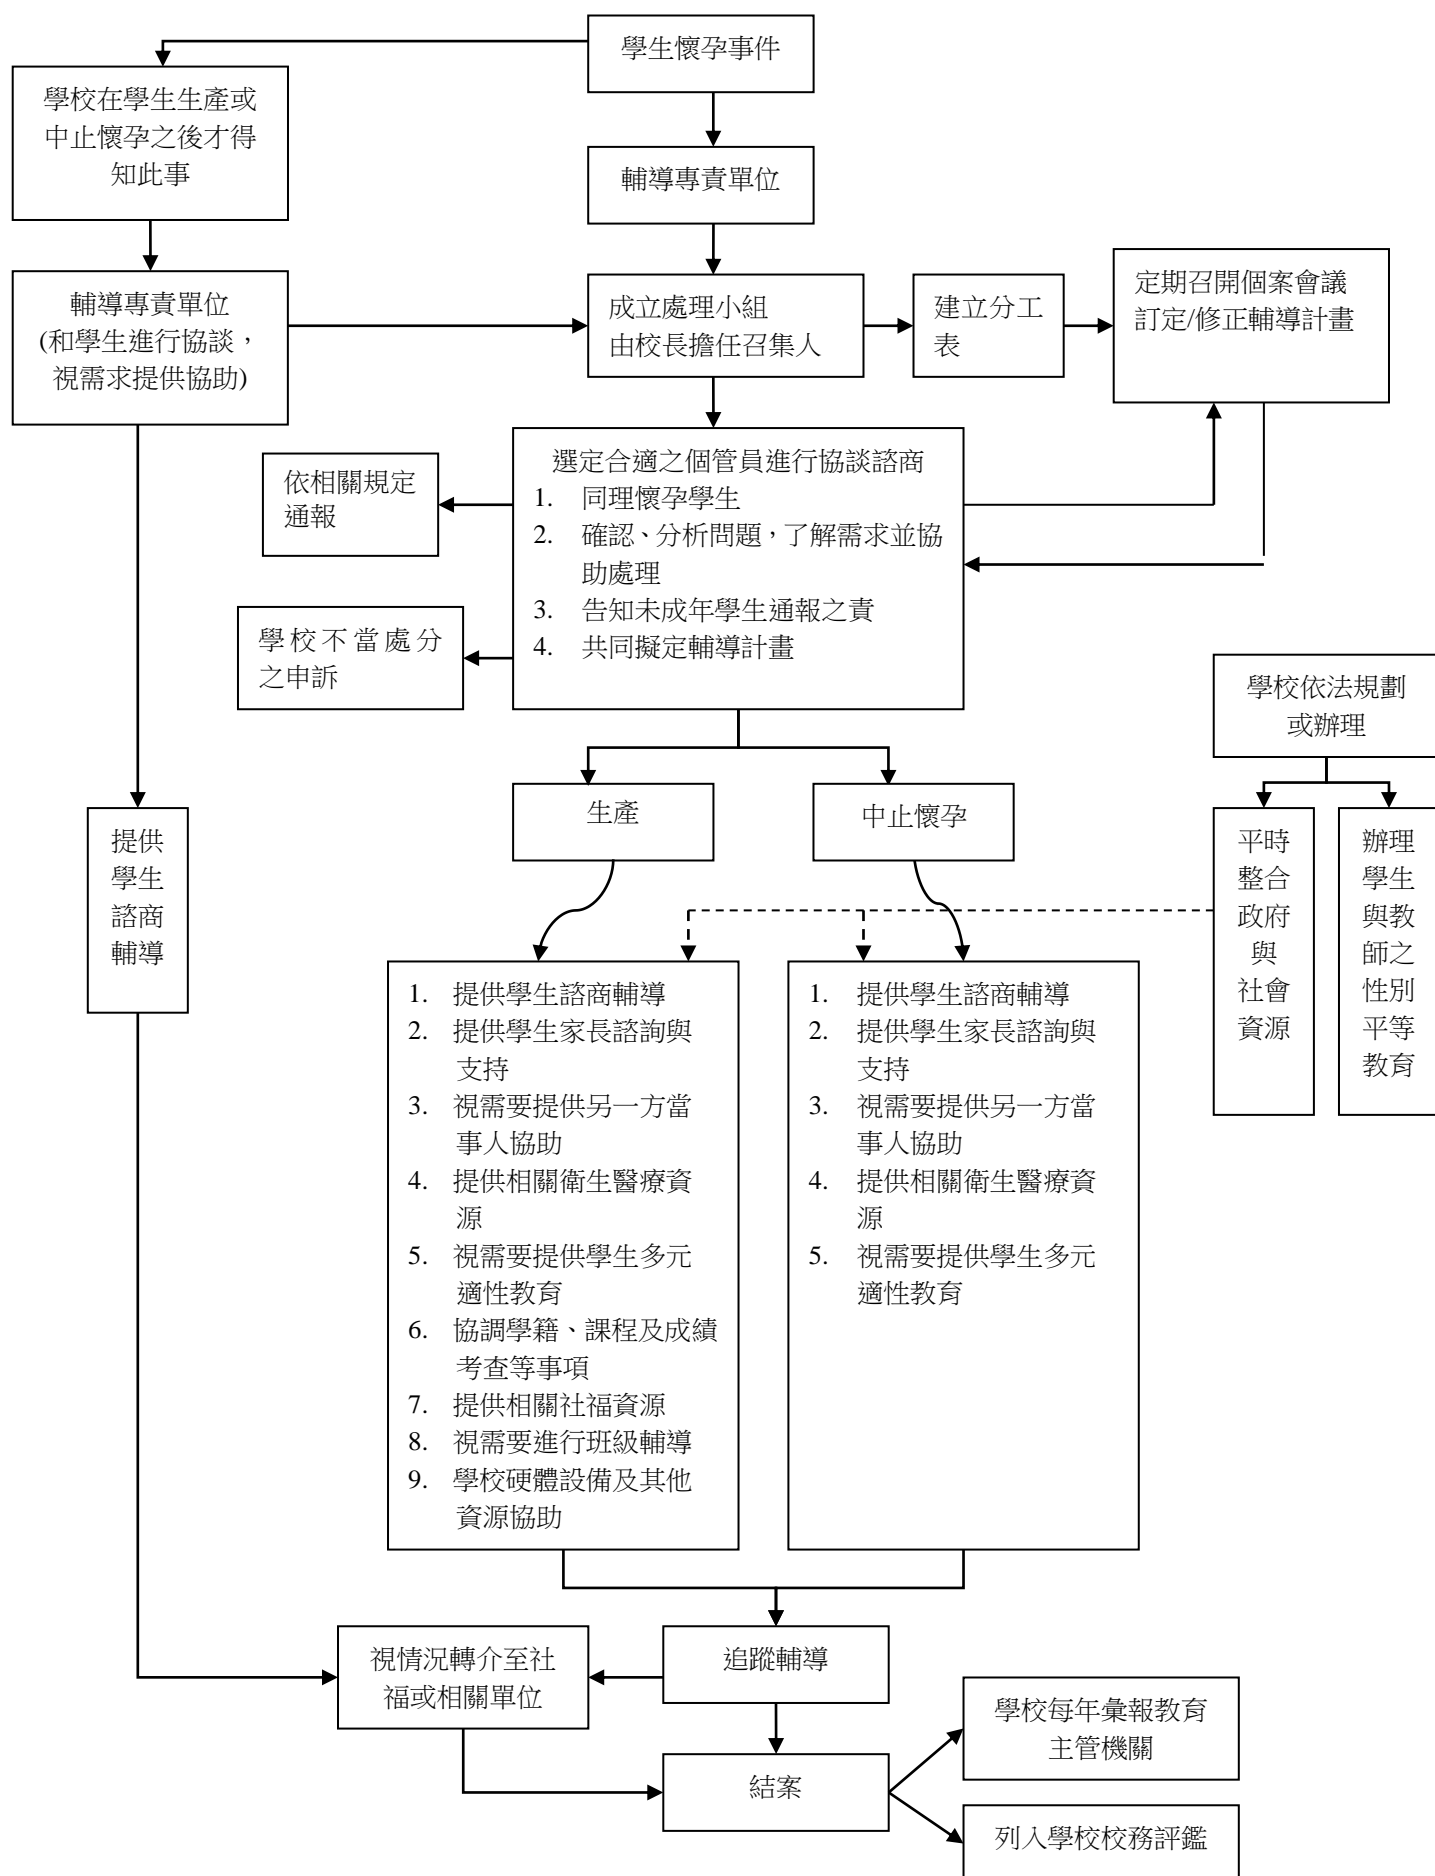 學生懷孕事件
學校在學生生產或
中止懷孕之後才得
知此事
輔導專責單位
輔導專責單位
(和學生進行協談，
視需求提供協助)
成立處理小組
由校長擔任召集人
建立分工
表
定期召開個案會議
訂定/修正輔導計畫
選定合適之個管員進行協談諮商
1. 同理懷孕學生
2. 確認、分析問題，了解需求並協
助處理
3. 告知未成年學生通報之責
4. 共同擬定輔導計畫
依相關規定
通報
學校不當處分
之申訴
學校依法規劃
或辦理
生產
中止懷孕
提供
學生
諮商
輔導
平時
整合
政府
與
社會
資源
辦理
學生
與教
師之
性別
平等
教育
1. 提供學生諮商輔導
2. 提供學生家長諮詢與
支持
3. 視需要提供另一方當
事人協助
4. 提供相關衛生醫療資
源
5. 視需要提供學生多元
適性教育
6. 協調學籍、課程及成績
考查等事項
7. 提供相關社福資源
8. 視需要進行班級輔導
9. 學校硬體設備及其他
資源協助
1. 提供學生諮商輔導
2. 提供學生家長諮詢與
支持
3. 視需要提供另一方當
事人協助
4. 提供相關衛生醫療資
源
5. 視需要提供學生多元
適性教育
視情況轉介至社
福或相關單位
追蹤輔導
結案
學校每年彙報教育
主管機關
列入學校校務評鑑